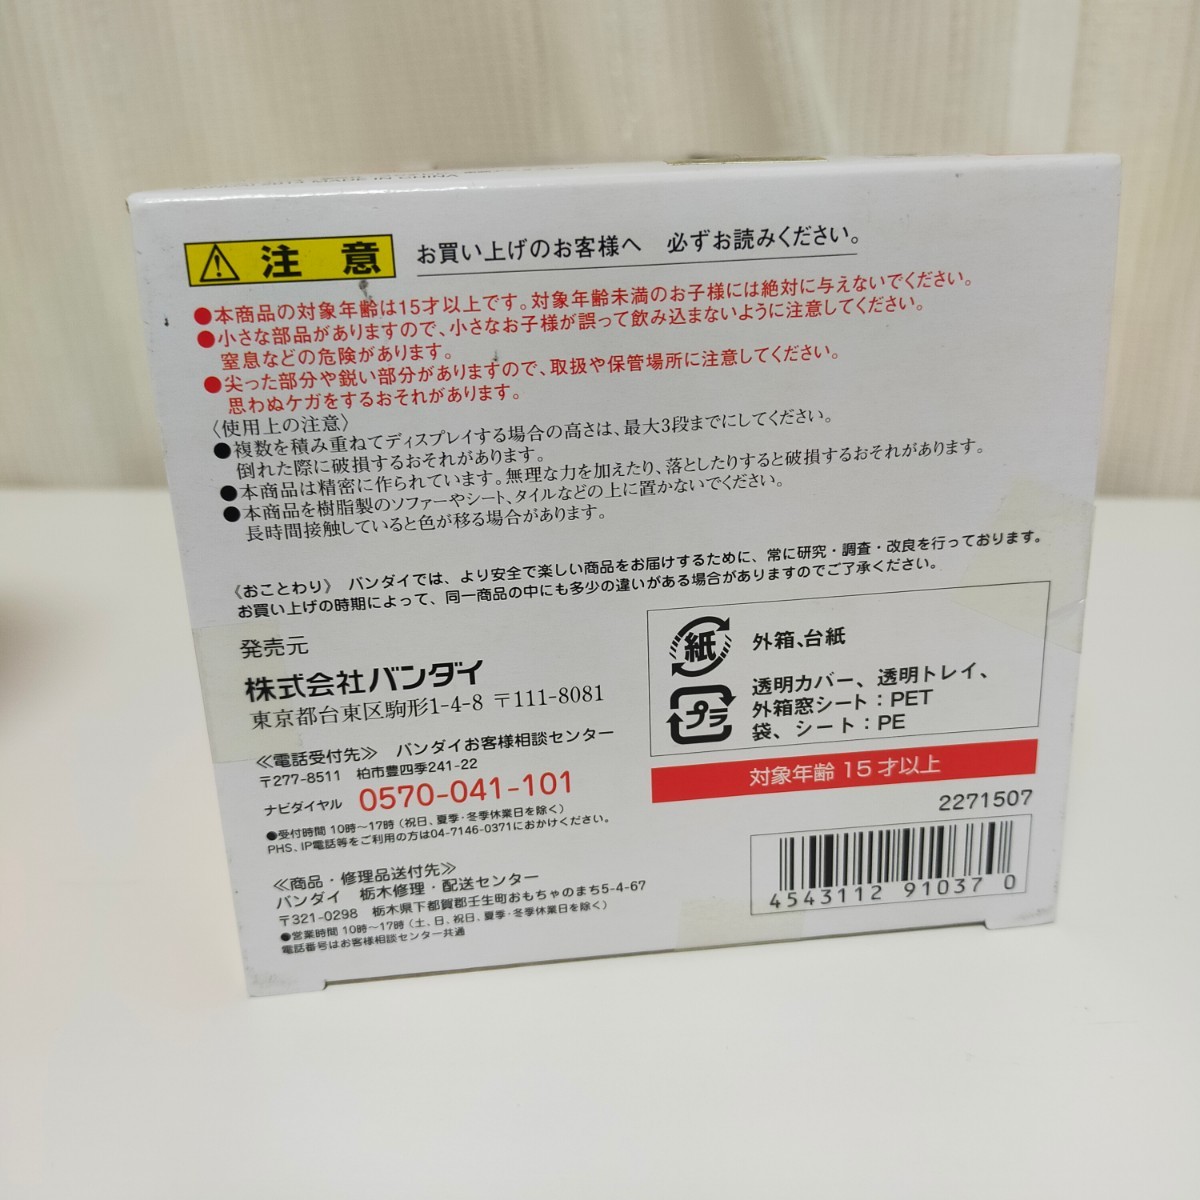 注 意 お買い上げのお客様へ 必ずお読みください。
●本商品の対象年齢は15才以上です。対象年齢未満のお子様には絶対に与えないでください。
●小さな部品がありますので、小さなお子様が誤って飲み込まないように注意してください。
窒息などの危険があります。
●尖った部分や鋭い部分がありますので、取扱や保管場所に注意してください。
思わぬケガをするおそれがあります。
〈使用上の注意〉
●複数を積み重ねてディスプレイする場合の高さは、最大3段までにしてください。
倒れた際に破損するおそれがあります。
●本商品は精密に作られています。無理な力を加えたり、落としたりすると破損するおそれがあります。
●本商品を樹脂製のソファーやシート、タイルなどの上に置かないでください。
長時間接触していると色が移る場合があります。
《おことわり》 バンダイでは、より安全で楽しい商品をお届けするために、常に研究・調査・改良を行っております。
お買い上げの時期によって、同一商品の中にも多少の違いがある場合がありますのでご了承ください。
発売元
株式会社バンダイ
東京都台東区駒形1-4-8 〒111-8081
≪電話受付先≫ バンダイお客様相談センター
〒277-8511 柏市豊四季241-22
ナビダイヤル 0570-041-101
●受付時間 10時～17時(祝日、夏季・冬季休業日を除く)
PHS、IP電話等をご利用の方は04-7146-0371におかけください。
≪商品・修理品送付先≫
バンダイ 栃木修理・配送センター
〒321-0298 栃木県下都賀郡壬生町おもちゃのまち5-4-67
●営業時間 10時～17時(土、日、祝日、夏季・冬季休業日を除く)
電話番号はお客様相談センター共通
紙 外箱、台紙
プラ 透明カバー、透明トレイ、
外箱窓シート：PET
袋、シート：PE
対象年齢 15才以上
2271507
4543112 91037 0